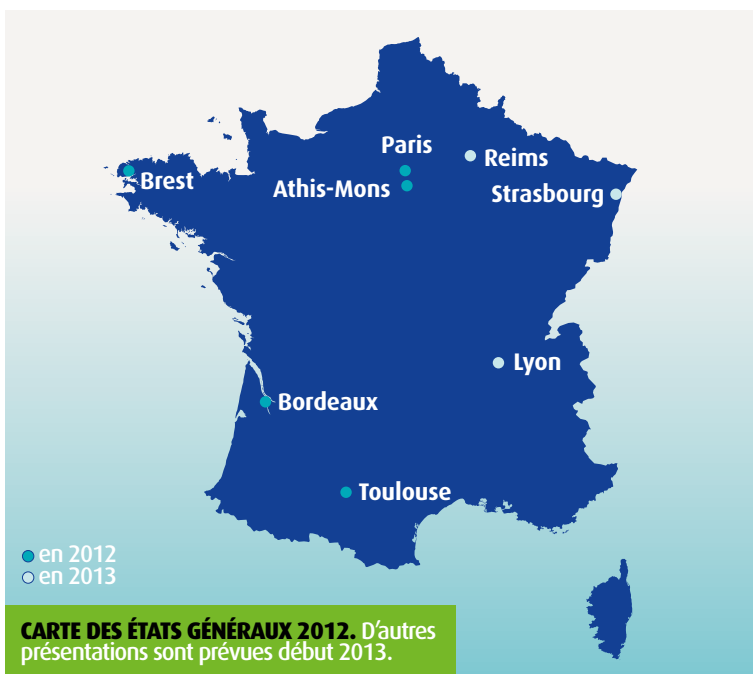 Paris
Reims
Brest
Athis-Mons
Strasbourg
Lyon
Bordeaux
Toulouse
en 2012
en 2013
CARTE DES ÉTATS GÉNÉRAUX 2012. D'autres
présentations sont prévues début 2013.